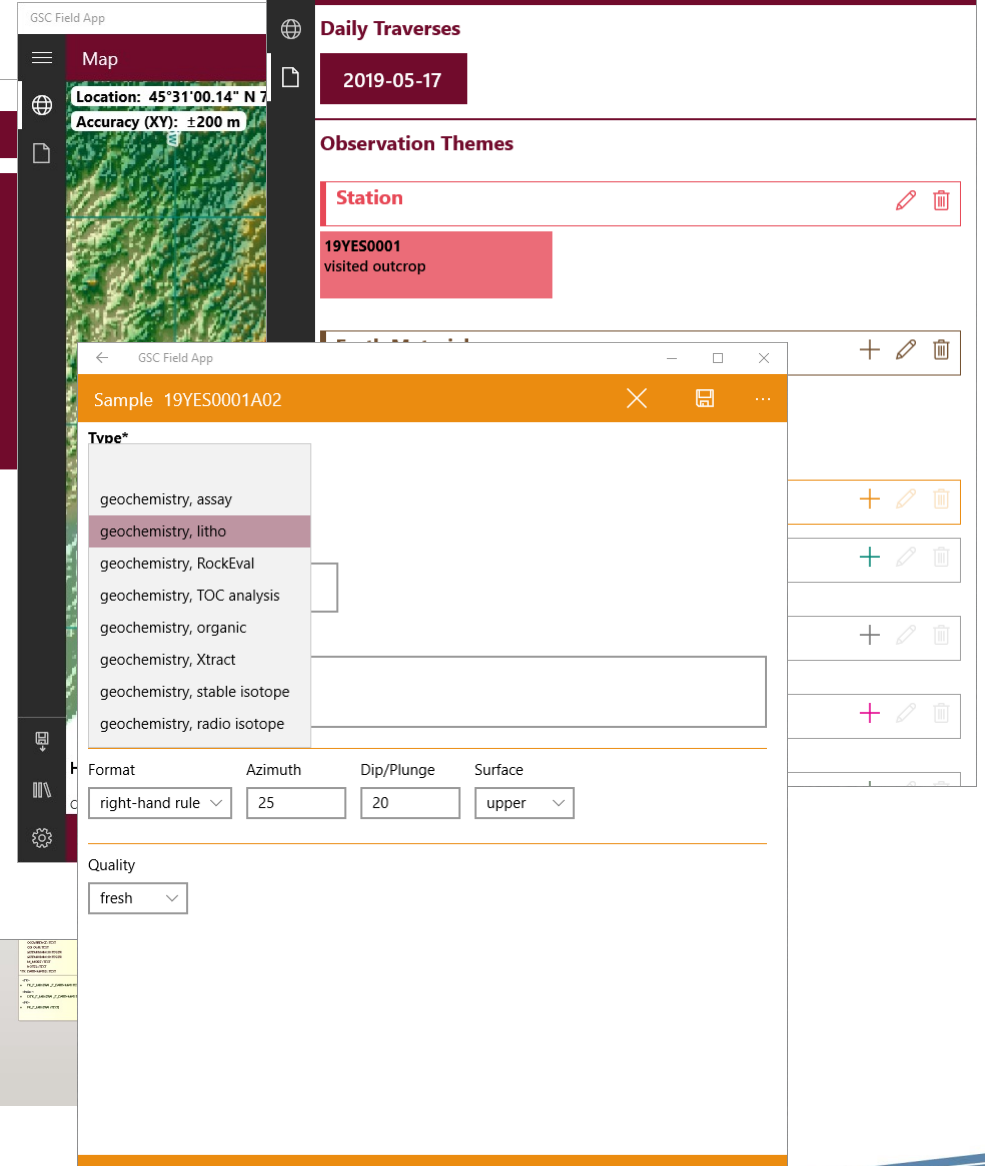 GSC Field App
Map
Location: 45°31'00.14" N 7
Accuracy (XY): ±200 m
W
Daily Traverses
2019-05-17
Observation Themes
Station
19YES0001
visited outcrop
GSC Field App
Sample 19YES0001A02
Type*
geochemistry, assay
geochemistry, litho
geochemistry, RockEval
geochemistry, TOC analysis
geochemistry, organic
geochemistry, Xtract
geochemistry, stable isotope
geochemistry, radio isotope
Format Azimuth Dip/Plunge Surface
right-hand rule 25 20 upper
Quality
fresh